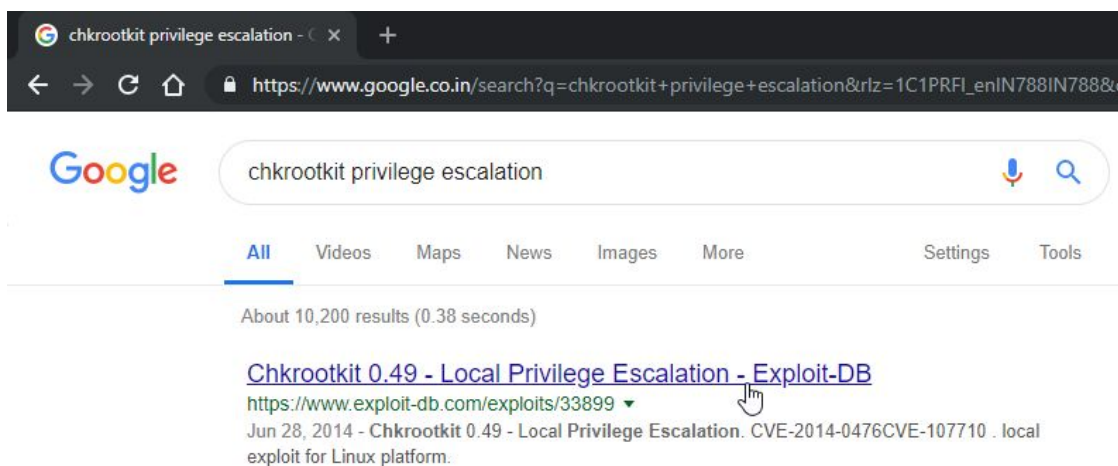 chkrootkit privilege escalation - G
https://www.google.co.in/search?q=chkrootkit+privilege+escalation&rlz=1C1PRFI_enIN788IN788&
Google
chkrootkit privilege escalation
All Videos Maps News Images More Settings Tools
About 10,200 results (0.38 seconds)
Chkrootkit 0.49 - Local Privilege Escalation - Exploit-DB
https://www.exploit-db.com/exploits/33899
Jun 28, 2014 - Chkrootkit 0.49 - Local Privilege Escalation. CVE-2014-0476CVE-107710 . local
exploit for Linux platform.